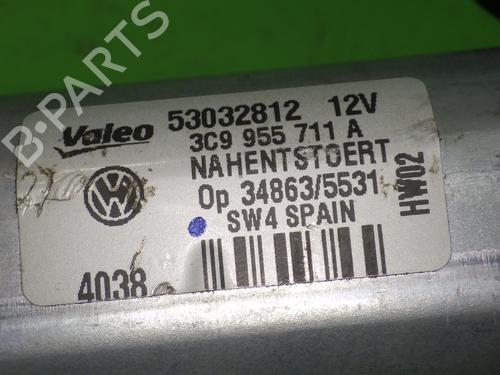 B-PARTS
Valeo 53032812 12V
3C9 955 711 A
NAHENTSTOERT
Op 34863/5531
SW4 SPAIN
HW02
4038